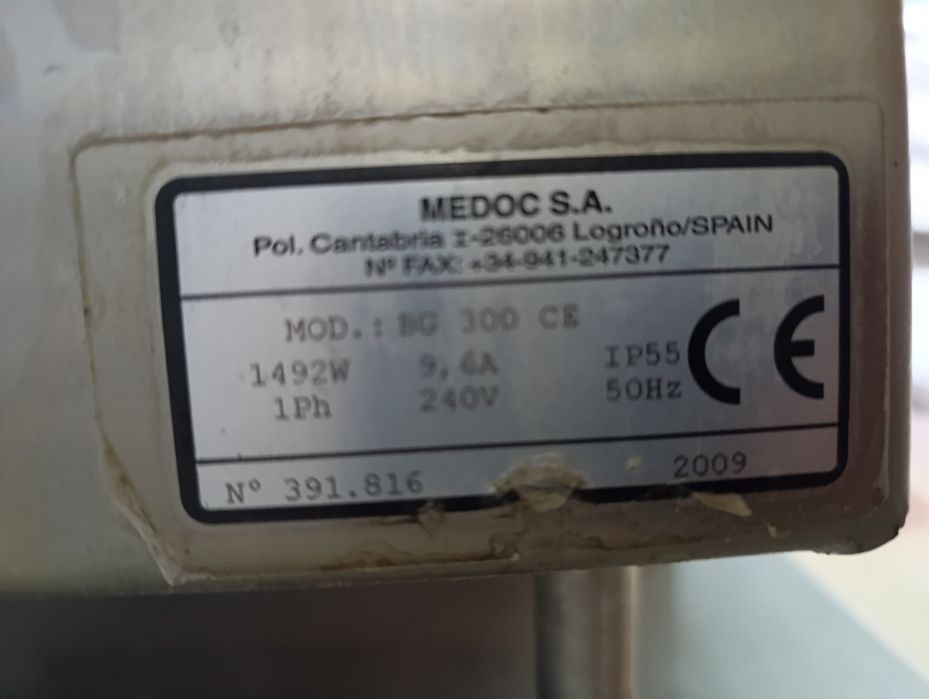 MEDOC S.A.
Pol. Cantabria I-26006 Logroño/SPAIN
Nº FAX: +34-941-247377
MOD.: BG 300 CE
1492W 9,6A IP55
1Ph 240V 50Hz
CE
Nº 391.816 2009